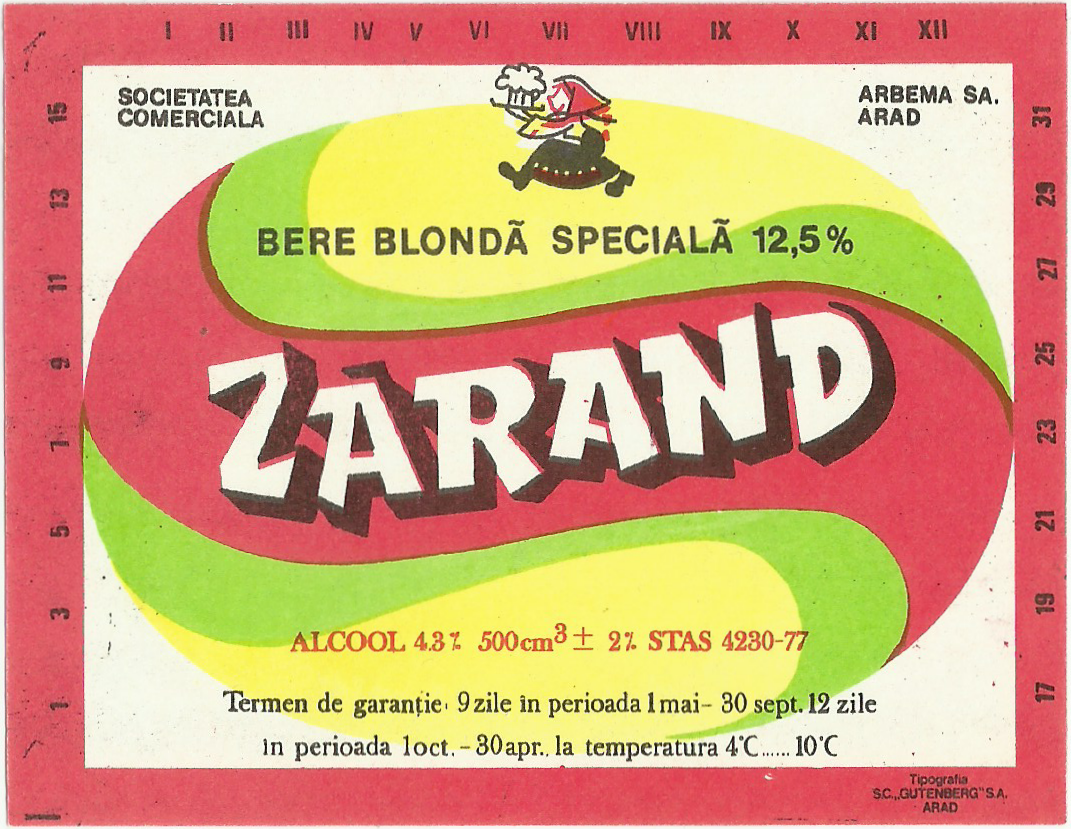 I II III IV V VI VII VIII IX X XI XII
SOCIETATEA
COMERCIALA
ARBEMA SA.
ARAD
15
13
11
9
7
5
3
1
31
29
27
25
23
21
19
17
BERE BLONDÃ SPECIALÃ 12,5%
ZARAND
ALCOOL 4.3% 500cm³ ± 2% STAS 4230-77
Termen de garanție: 9 zile în perioada 1 mai - 30 sept. 12 zile
în perioada 1 oct. - 30 apr.. la temperatura 4°C...... 10°C
Tipografia
S.C. „GUTENBERG" S.A.
ARAD